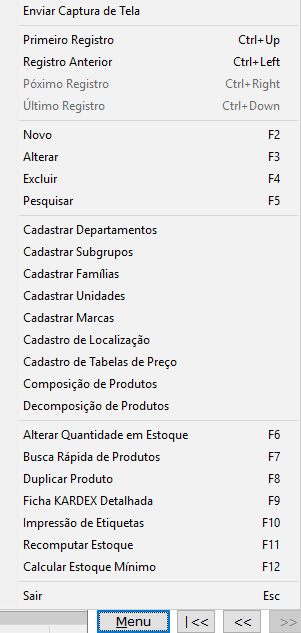 Enviar Captura de Tela
Primeiro Registro Ctrl+Up
Registro Anterior Ctrl+Left
Póximo Registro Ctrl+Right
Último Registro Ctrl+Down
Novo F2
Alterar F3
Excluir F4
Pesquisar F5
Cadastrar Departamentos
Cadastrar Subgrupos
Cadastrar Famílias
Cadastrar Unidades
Cadastrar Marcas
Cadastro de Localização
Cadastro de Tabelas de Preço
Composição de Produtos
Decomposição de Produtos
Alterar Quantidade em Estoque F6
Busca Rápida de Produtos F7
Duplicar Produto F8
Ficha KARDEX Detalhada F9
Impressão de Etiquetas F10
Recomputar Estoque F11
Calcular Estoque Mínimo F12
Sair Esc
Menu |<< << >>